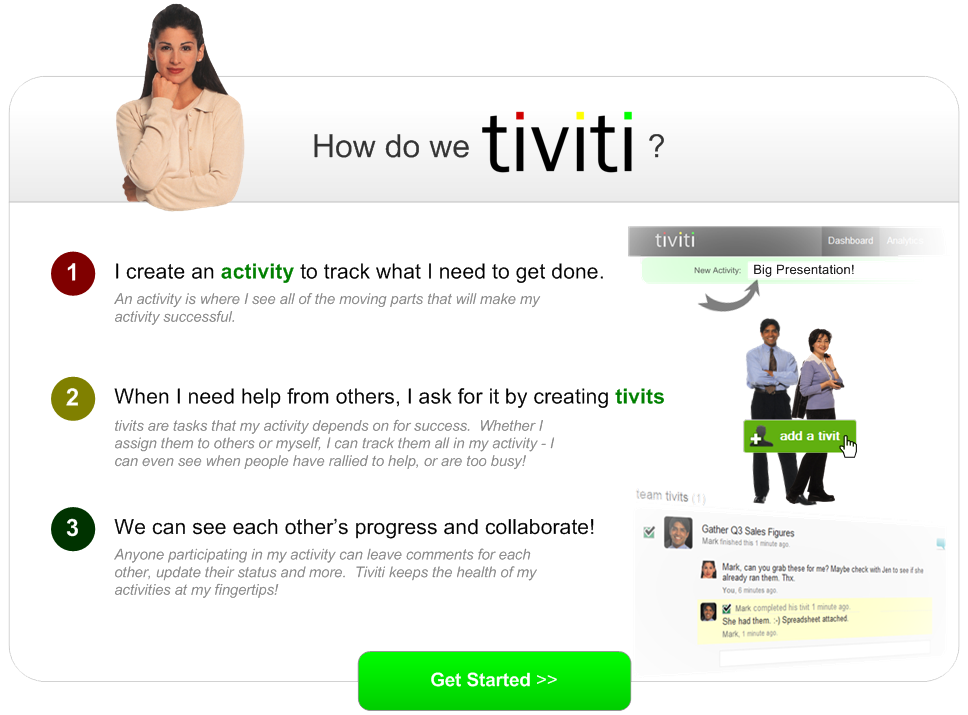 How do we tiviti ?
tiviti
Dashboard
Analytics
New Activity: Big Presentation!
1
I create an activity to track what I need to get done.
An activity is where I see all of the moving parts that will make my
activity successful.
2
When I need help from others, I ask for it by creating tivits
tivits are tasks that my activity depends on for success. Whether I
assign them to others or myself, I can track them all in my activity - I
can even see when people have rallied to help, or are too busy!
add a tivit
3
We can see each other’s progress and collaborate!
Anyone participating in my activity can leave comments for each
other, update their status and more. Tiviti keeps the health of my
activities at my fingertips!
team tivits (1)
Gather Q3 Sales Figures
Mark finished this 1 minute ago.
Mark, can you grab these for me? Maybe check with Jen to see if she
already ran them. Thx.
You, 6 minutes ago.
Mark completed his tivit 1 minute ago.
She had them. :-) Spreadsheet attached.
Mark, 1 minute ago.
Get Started >>